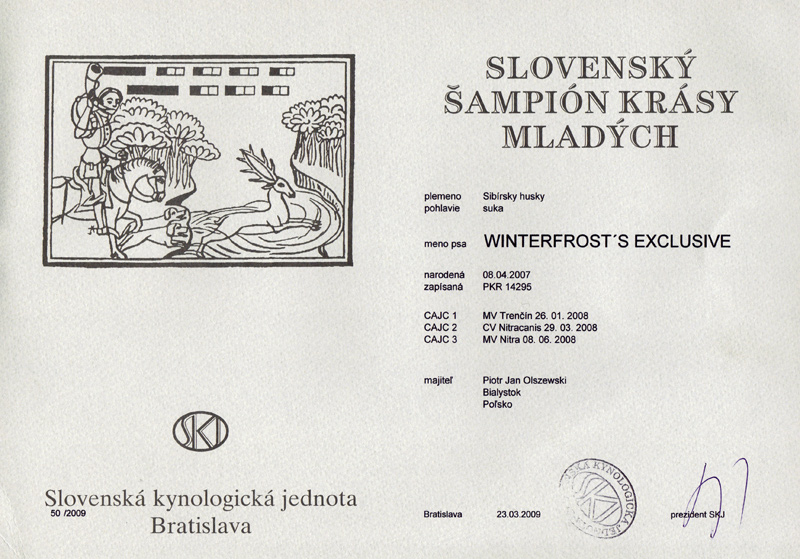 SKJ
Slovenská kynologická jednota
50 /2009
Bratislava
SLOVENSKÝ
ŠAMPIÓN KRÁSY
MLADÝCH
plemeno Sibírsky husky
pohlavie suka
meno psa WINTERFROST´S EXCLUSIVE
narodená 08.04.2007
zapísaná PKR 14295
CAJC 1 MV Trenčín 26. 01. 2008
CAJC 2 CV Nitracanis 29. 03. 2008
CAJC 3 MV Nitra 08. 06. 2008
majiteľ Piotr Jan Olszewski
Bialystok
Poľsko
Bratislava 23.03.2009 prezident SKJ
KYNOLOGICKÁ
SKJ